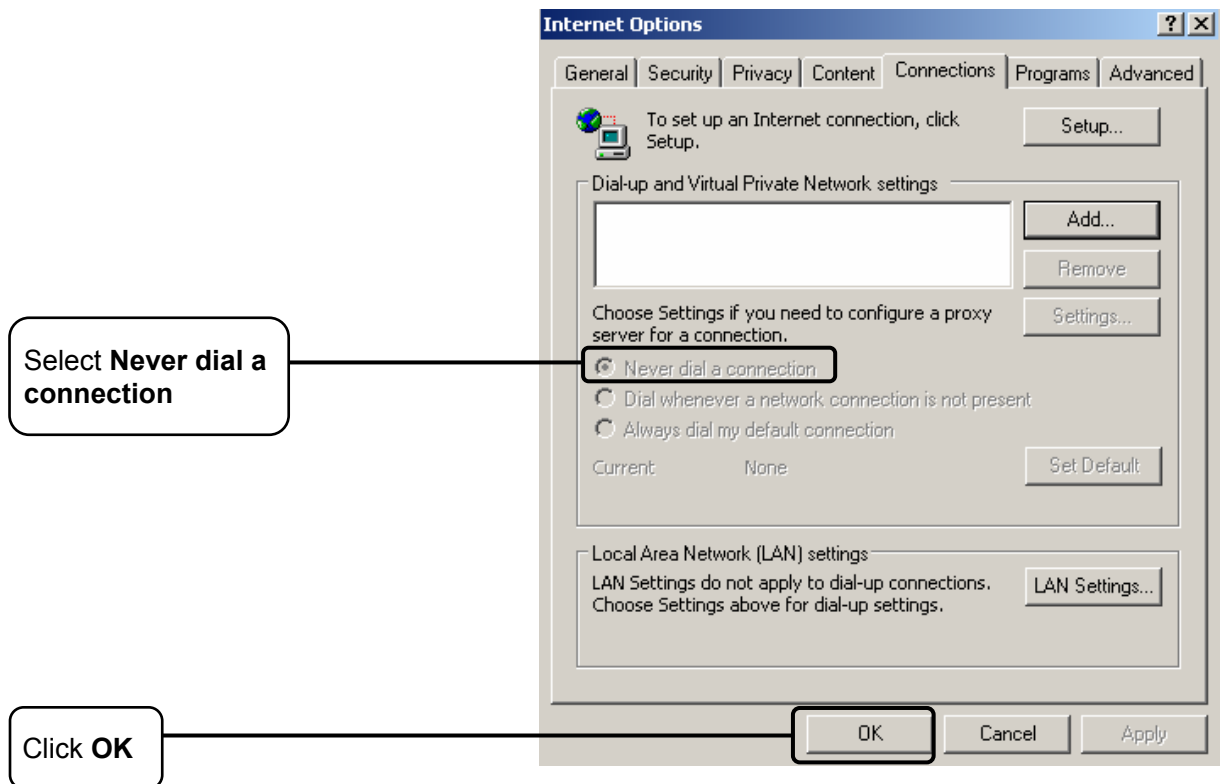 Internet Options
General Security Privacy Content Connections Programs Advanced
To set up an Internet connection, click
Setup.
Setup...
Dial-up and Virtual Private Network settings
Add...
Remove
Choose Settings if you need to configure a proxy
server for a connection.
Settings...
Select Never dial a
connection
Never dial a connection
Dial whenever a network connection is not present
Always dial my default connection
Current None
Set Default
Local Area Network (LAN) settings
LAN Settings do not apply to dial-up connections.
Choose Settings above for dial-up settings.
LAN Settings...
Click OK
OK Cancel Apply